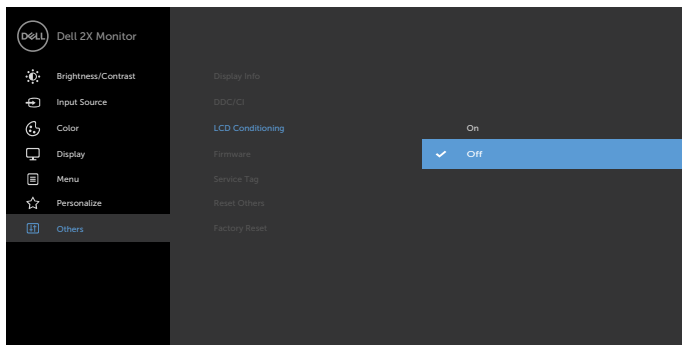 DELL Dell 2X Monitor
Brightness/Contrast
Display Info
Input Source
DDC/CI
Color
LCD Conditioning
On
Display
Firmware
Off
Menu
Service Tag
Personalize
Reset Others
Others
Factory Reset